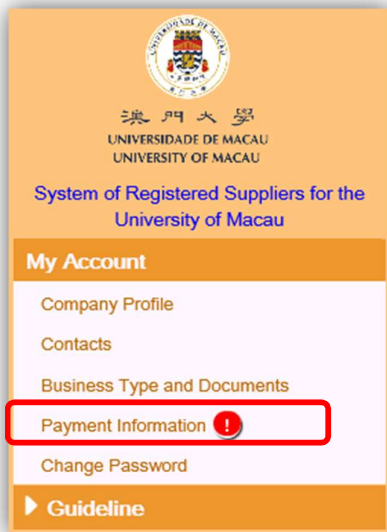 澳門大學
UNIVERSIDADE DE MACAU
UNIVERSITY OF MACAU
System of Registered Suppliers for the
University of Macau
My Account
Company Profile
Contacts
Business Type and Documents
Payment Information !
Change Password
Guideline